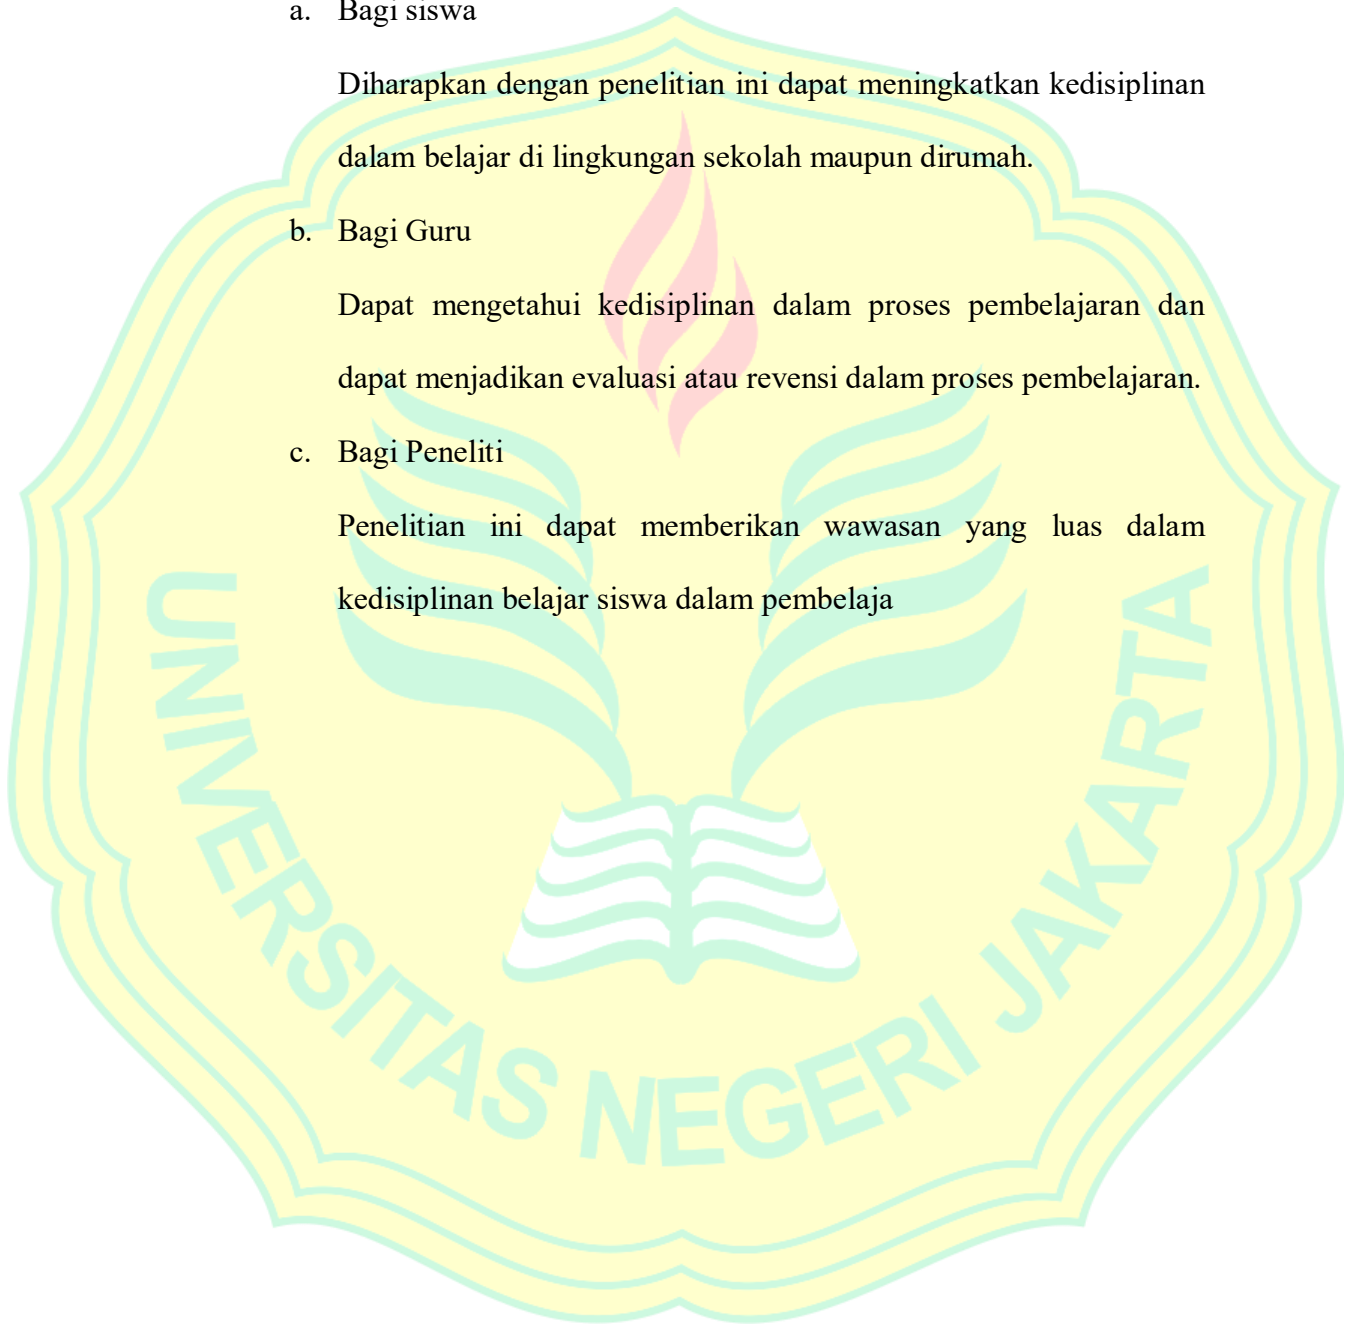 a. Bagi siswa
Diharapkan dengan penelitian ini dapat meningkatkan kedisiplinan
dalam belajar di lingkungan sekolah maupun dirumah.
b. Bagi Guru
Dapat mengetahui kedisiplinan dalam proses pembelajaran dan
dapat menjadikan evaluasi atau revensi dalam proses pembelajaran.
c. Bagi Peneliti
Penelitian ini dapat memberikan wawasan yang luas dalam
kedisiplinan belajar siswa dalam pembelaja
UNIVERSITAS NEGERI JAKARTA